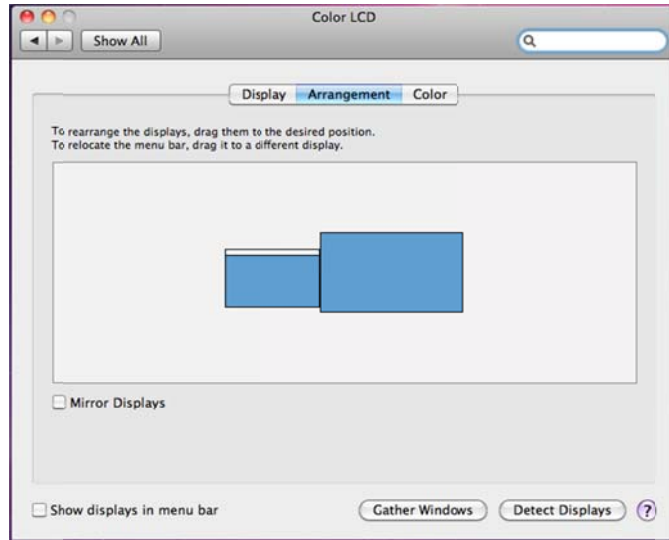 Color LCD
Show All
Display Arrangement Color
To rearrange the displays, drag them to the desired position.
To relocate the menu bar, drag it to a different display.
Mirror Displays
Show displays in menu bar Gather Windows Detect Displays ?